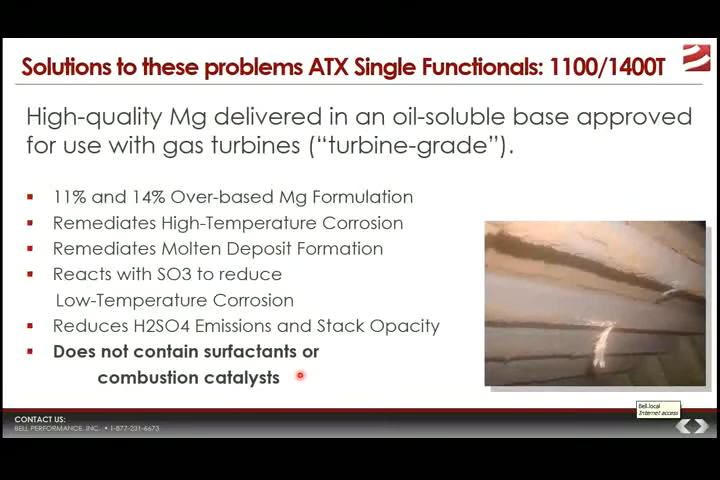 Solutions to these problems ATX Single Functionals: 1100/1400T
High-quality Mg delivered in an oil-soluble base approved
for use with gas turbines (“turbine-grade”).
▪ 11% and 14% Over-based Mg Formulation
▪ Remediates High-Temperature Corrosion
▪ Remediates Molten Deposit Formation
▪ Reacts with SO3 to reduce
Low-Temperature Corrosion
▪ Reduces H2SO4 Emissions and Stack Opacity
▪ Does not contain surfactants or
combustion catalysts
Bell.local
Internet access
CONTACT US:
BELL PERFORMANCE, INC. • 1-877-231-6673